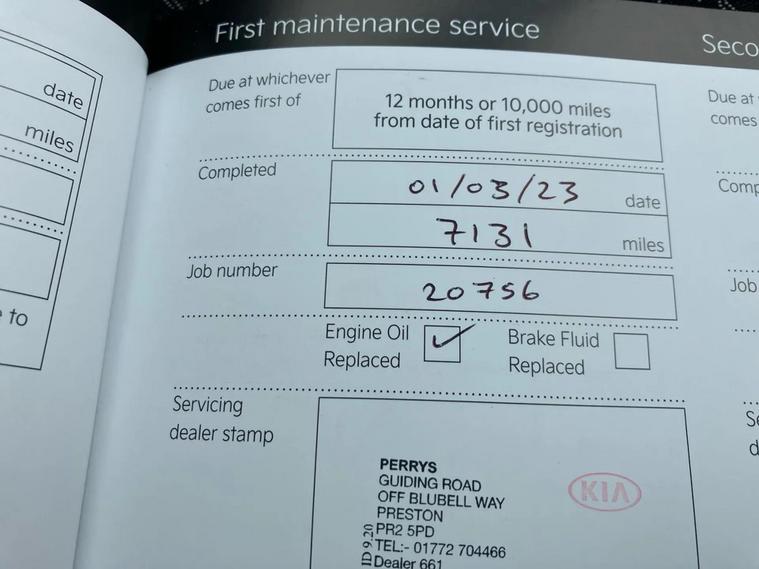 First maintenance service
Seco
date
miles
to
Due at whichever
comes first of
12 months or 10,000 miles
from date of first registration
Completed
01/03/23 date
7131 miles
Job number
20756
Engine Oil
Replaced
Brake Fluid
Replaced
Servicing
dealer stamp
PERRYS
GUIDING ROAD
OFF BLUBELL WAY
PRESTON
PR2 5PD
TEL:- 01772 704466
Dealer 661
ID 9.20
KIA
Due at
comes
Comp
Job